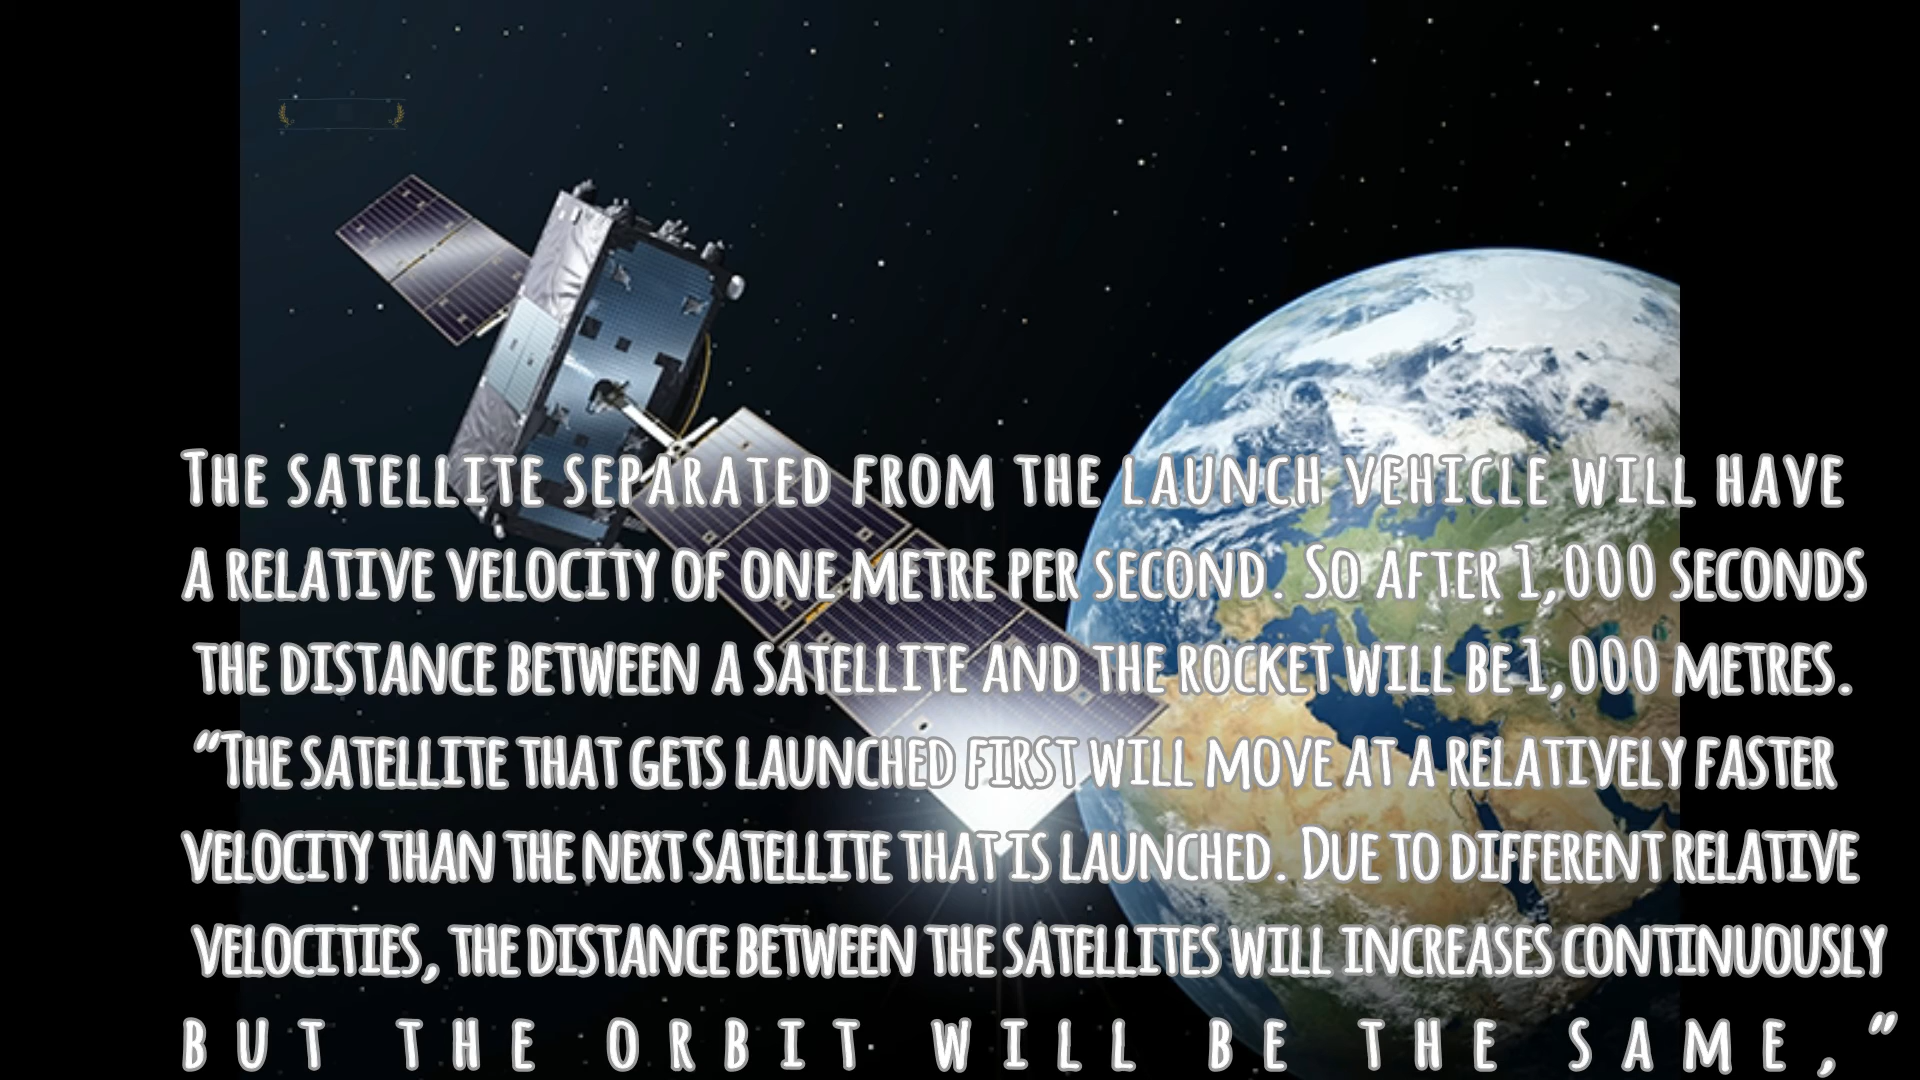 The satellite separated from the launch vehicle will have
a relative velocity of one metre per second. So after 1,000 seconds
the distance between a satellite and the rocket will be 1,000 metres.
“The satellite that gets launched first will move at a relatively faster
velocity than the next satellite that is launched. Due to different relative
velocities, the distance between the satellites will increases continuously
but the orbit will be the same,”